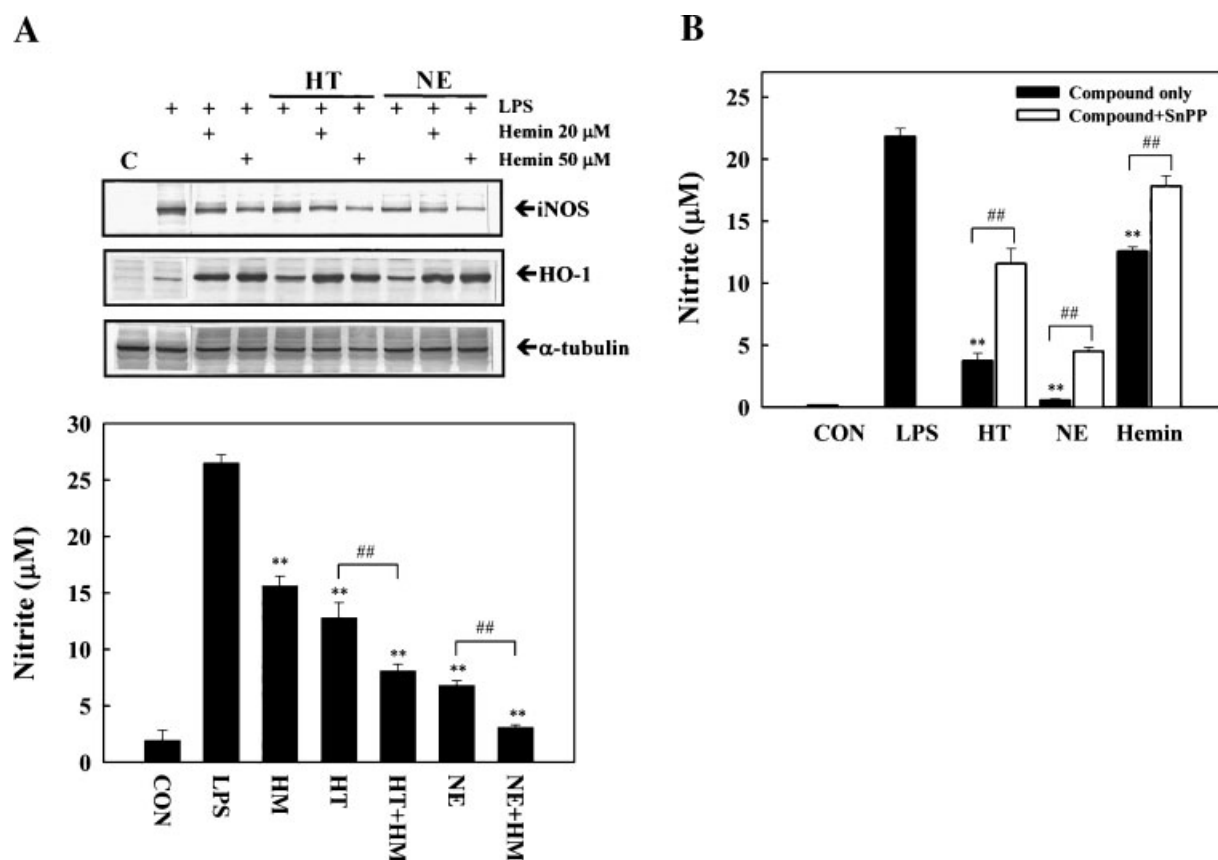 A
HT NE
+ + + + + + + + + LPS
+ + + Hemin 20 μM
C + + + Hemin 50 μM
←iNOS
←HO-1
←α-tubulin
30
25
20
15
10
5
0
Nitrite (μM)
**
**
##
**
**
##
**
CON
LPS
HM
HT
HT+HM
NE
NE+HM
B
25
20
15
10
5
0
Nitrite (μM)
Compound only
Compound+SnPP
##
**
##
**
##
**
CON LPS HT NE Hemin